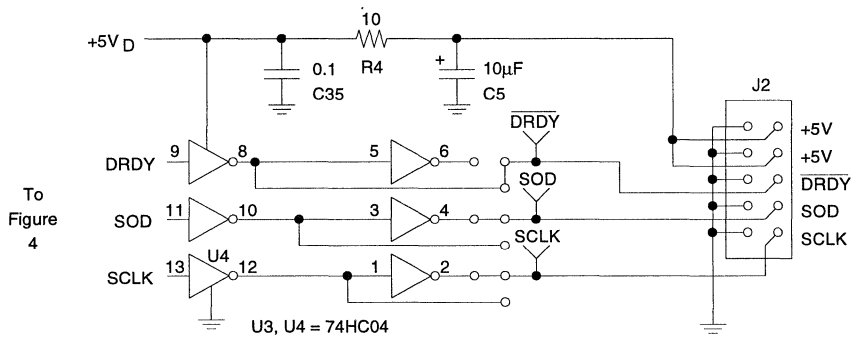 10
+5V D
0.1
R4
+
10μF
C35
C5
J2
DRDY
+5V
DRDY
9
8
5
6
+5V
To
Figure
4
SOD
DRDY
SOD
11
10
3
4
SOD
SCLK
SCLK
U4
SCLK
13
12
1
2
U3, U4 = 74HC04